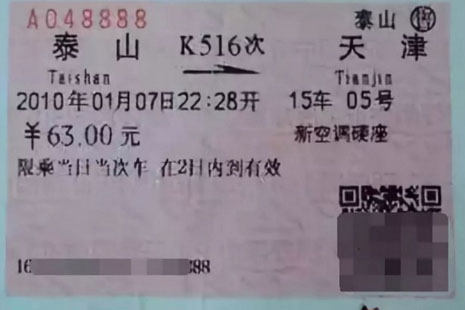 A048888 泰山
泰山 K516次 天津
Taishan Tianjin
2010年01月07日22:28开 15车 05号
￥63.00元 新空调硬座
限乘当日当次车 在2日内到有效
16 888